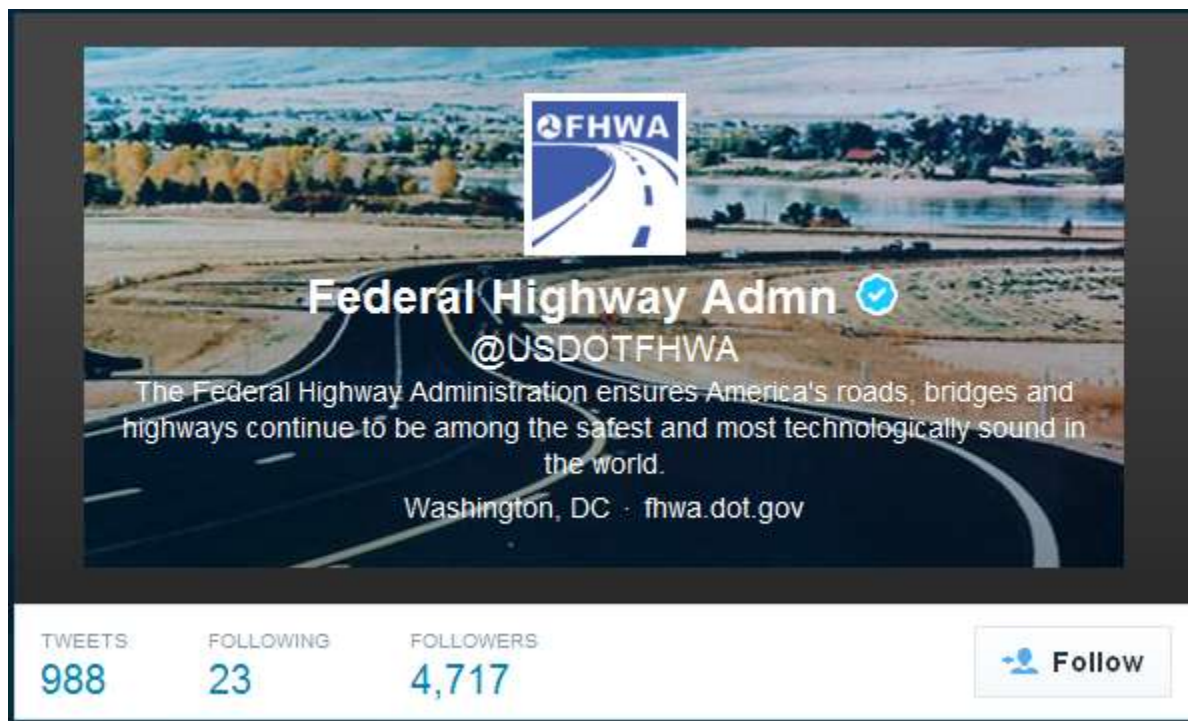 FHWA
Federal Highway Admn
@USDOTFHWA
The Federal Highway Administration ensures America's roads, bridges and
highways continue to be among the safest and most technologically sound in
the world.
Washington, DC · fhwa.dot.gov
TWEETS FOLLOWING FOLLOWERS
988 23 4,717
Follow